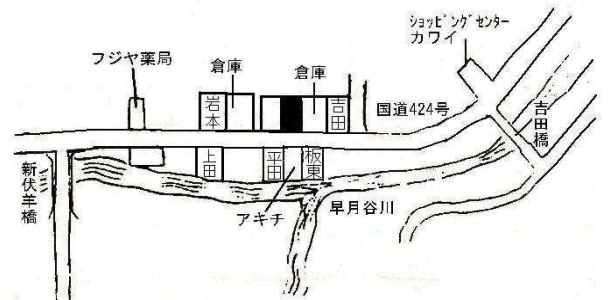 ショッピングセンター
カワイ
フジヤ薬局
倉庫
倉庫
岩本
吉田
国道424号
吉田橋
新伏羊橋
上田
平田
板東
アキチ
早月谷川